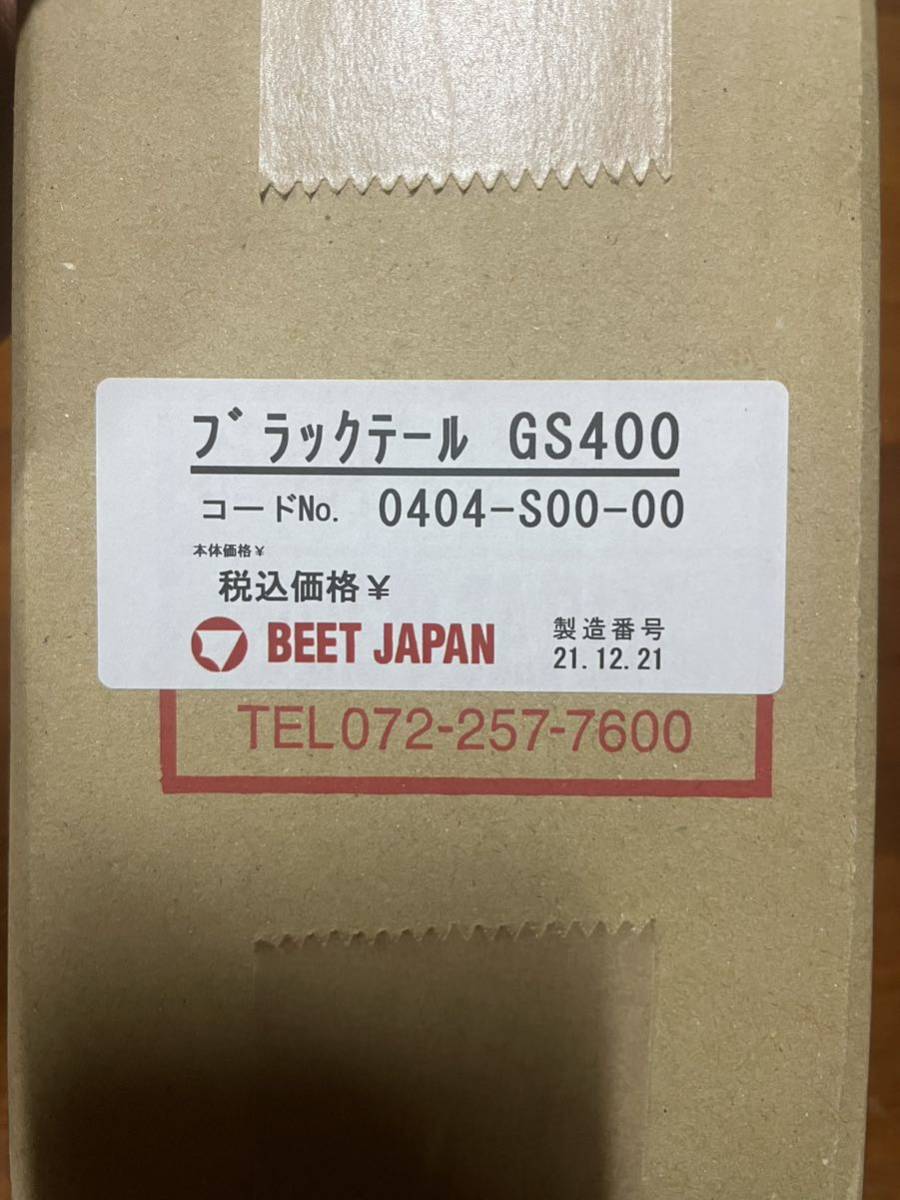 ﾌﾞﾗｯｸﾃｰﾙ GS400
コードNo. 0404-S00-00
本体価格¥
税込価格¥
BEET JAPAN
製造番号
21.12.21
TEL072-257-7600